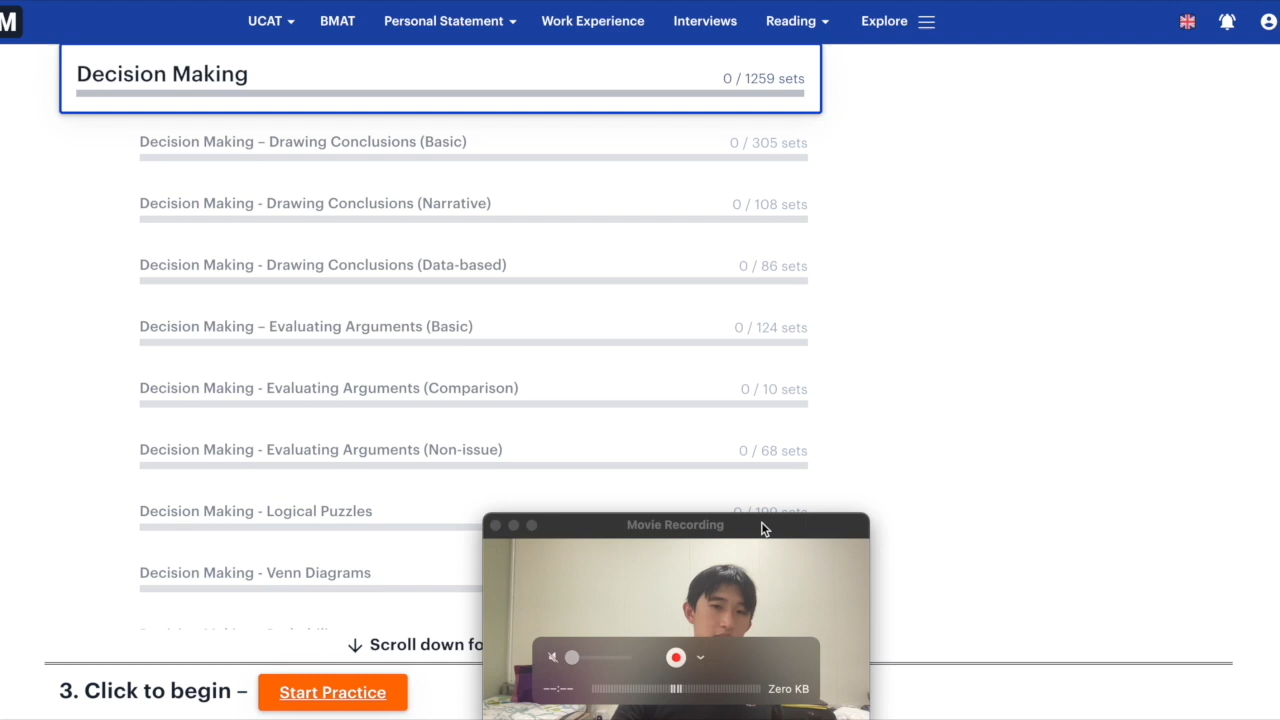 M UCAT BMAT Personal Statement Work Experience Interviews Reading Explore
Decision Making 0 / 1259 sets
Decision Making – Drawing Conclusions (Basic) 0 / 305 sets
Decision Making - Drawing Conclusions (Narrative) 0 / 108 sets
Decision Making - Drawing Conclusions (Data-based) 0 / 86 sets
Decision Making – Evaluating Arguments (Basic) 0 / 124 sets
Decision Making - Evaluating Arguments (Comparison) 0 / 10 sets
Decision Making - Evaluating Arguments (Non-issue) 0 / 68 sets
Decision Making - Logical Puzzles
Movie Recording
Decision Making - Venn Diagrams
Scroll down fo
--:-- Zero KB
3. Click to begin – Start Practice